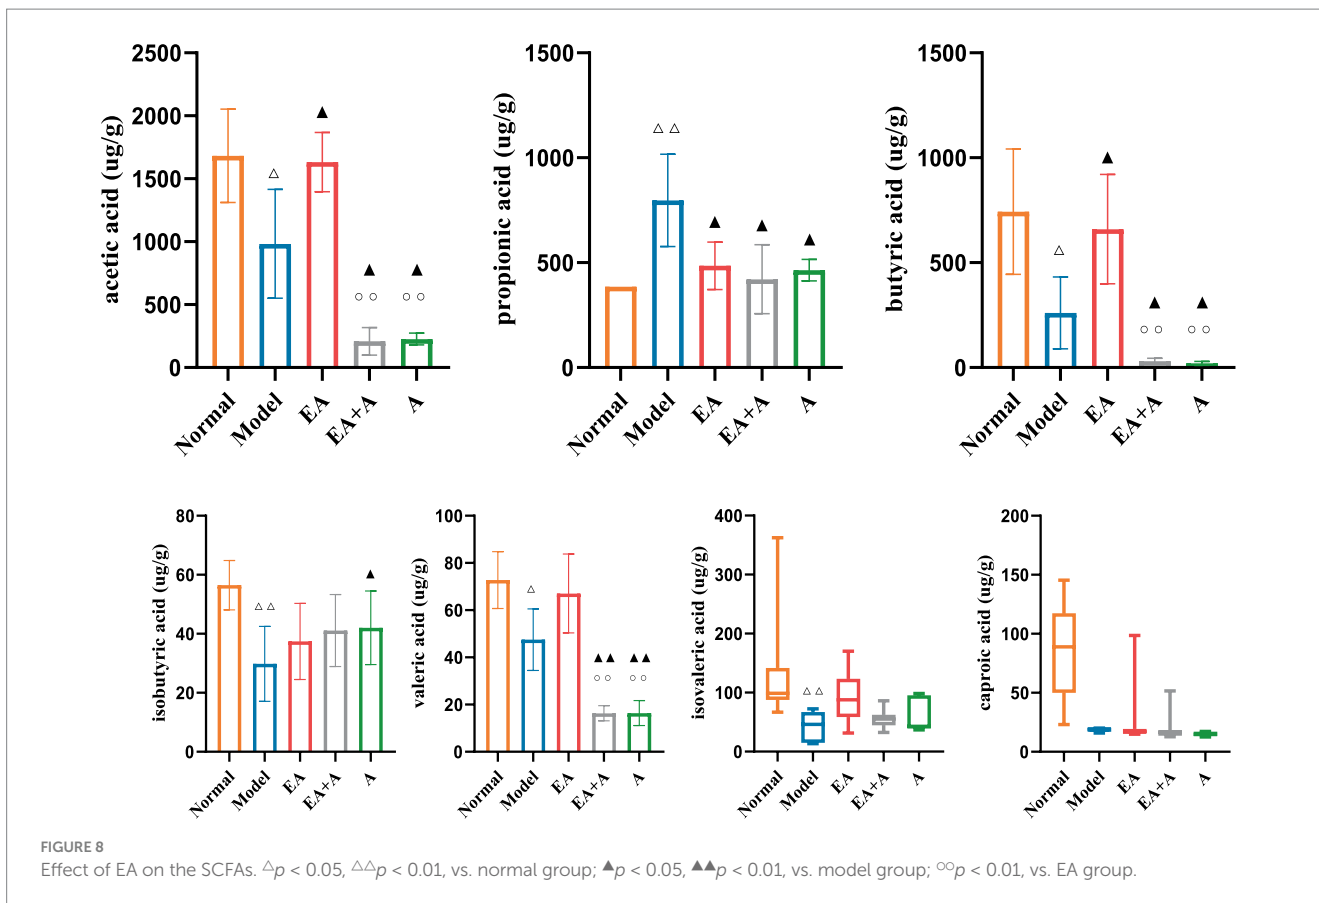 2500
2000
1500
1000
500
0
acetic acid (ug/g)
△
▲
▲
○○
▲
○○
Normal
Model
EA
EA+A
A
1500
1000
500
0
propionic acid (ug/g)
△△
▲
▲
▲
Normal
Model
EA
EA+A
A
1500
1000
500
0
butyric acid (ug/g)
△
▲
▲
○○
▲
○○
Normal
Model
EA
EA+A
A
80
60
40
20
0
isobutyric acid (ug/g)
△△
▲
Normal
Model
EA
EA+A
A
100
80
60
40
20
0
valeric acid (ug/g)
△
▲▲
○○
▲▲
○○
Normal
Model
EA
EA+A
A
400
300
200
100
0
isovaleric acid (ug/g)
△△
Normal
Model
EA
EA+A
A
200
150
100
50
0
caproic acid (ug/g)
Normal
Model
EA
EA+A
A
FIGURE 8
Effect of EA on the SCFAs. △p < 0.05, △△p < 0.01, vs. normal group; ▲p < 0.05, ▲▲p < 0.01, vs. model group; ○○p < 0.01, vs. EA group.